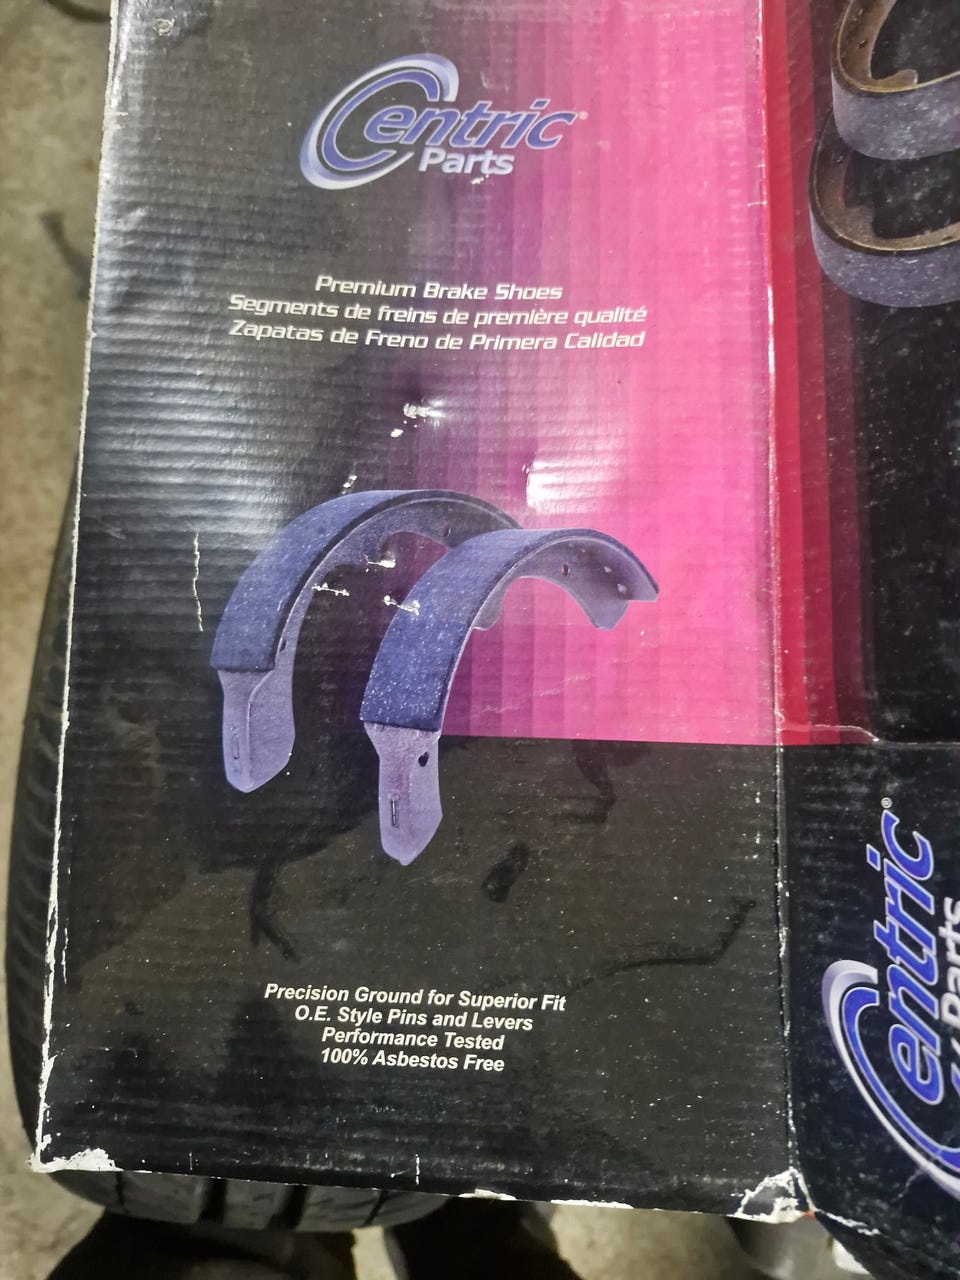 Centric®
Parts
Premium Brake Shoes
Segments de freins de première qualité
Zapatas de Freno de Primera Calidad
Precision Ground for Superior Fit
O.E. Style Pins and Levers
Performance Tested
100% Asbestos Free
Centric®
Parts